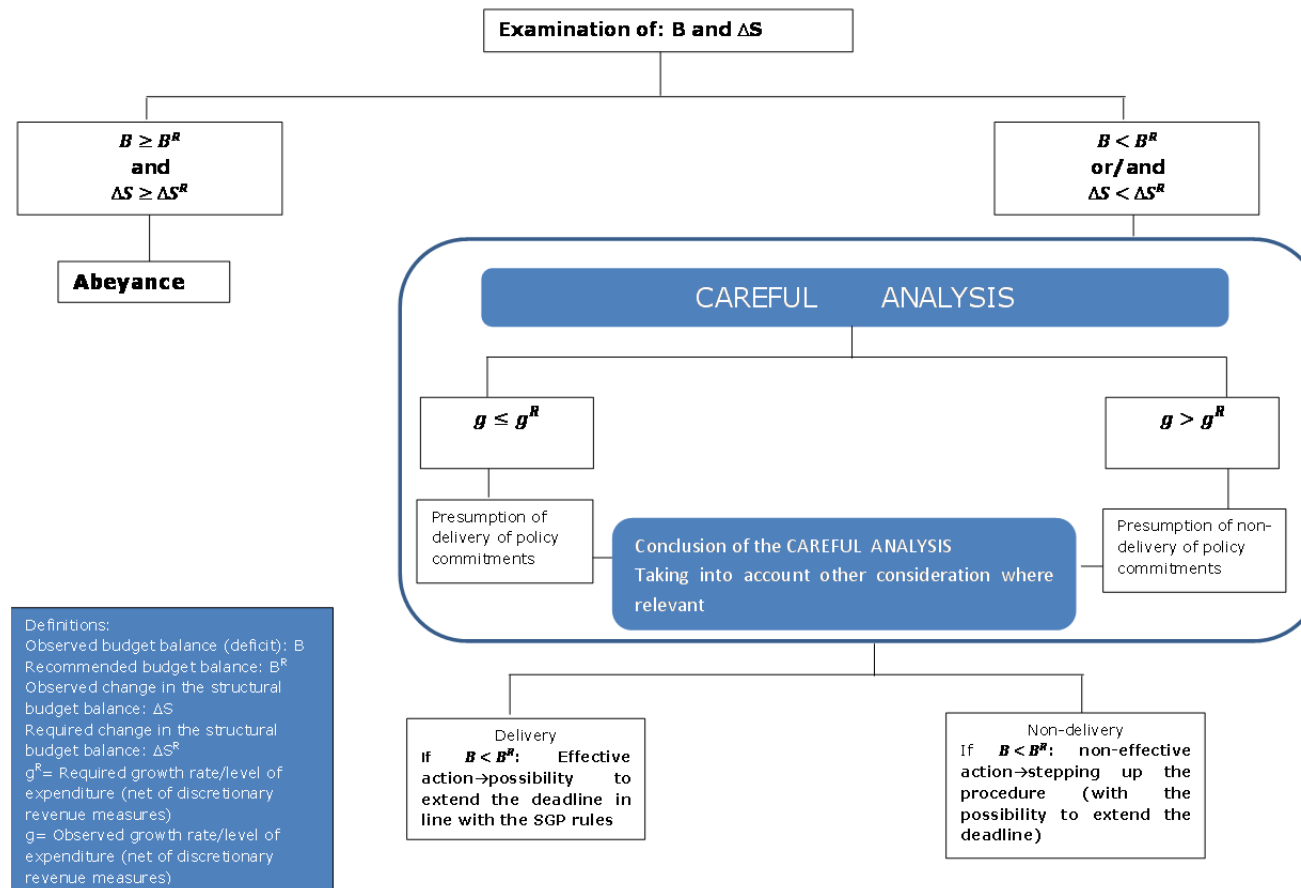 Examination of: B and ΔS
B ≥ B^R
and
ΔS ≥ ΔS^R
B < B^R
or/and
ΔS < ΔS^R
Abeyance
CAREFUL ANALYSIS
g ≤ g^R
g > g^R
Presumption of
delivery of policy
commitments
Conclusion of the CAREFUL ANALYSIS
Taking into account other consideration where
relevant
Presumption of non-
delivery of policy
commitments
Definitions:
Observed budget balance (deficit): B
Recommended budget balance: B^R
Observed change in the structural
budget balance: ΔS
Required change in the structural
budget balance: ΔS^R
g^R= Required growth rate/level of
expenditure (net of discretionary
revenue measures)
g= Observed growth rate/level of
expenditure (net of discretionary
revenue measures)
Delivery
If B < B^R: Effective
action→possibility to
extend the deadline in
line with the SGP rules
Non-delivery
If B < B^R: non-effective
action→stepping up the
procedure (with the
possibility to extend the
deadline)